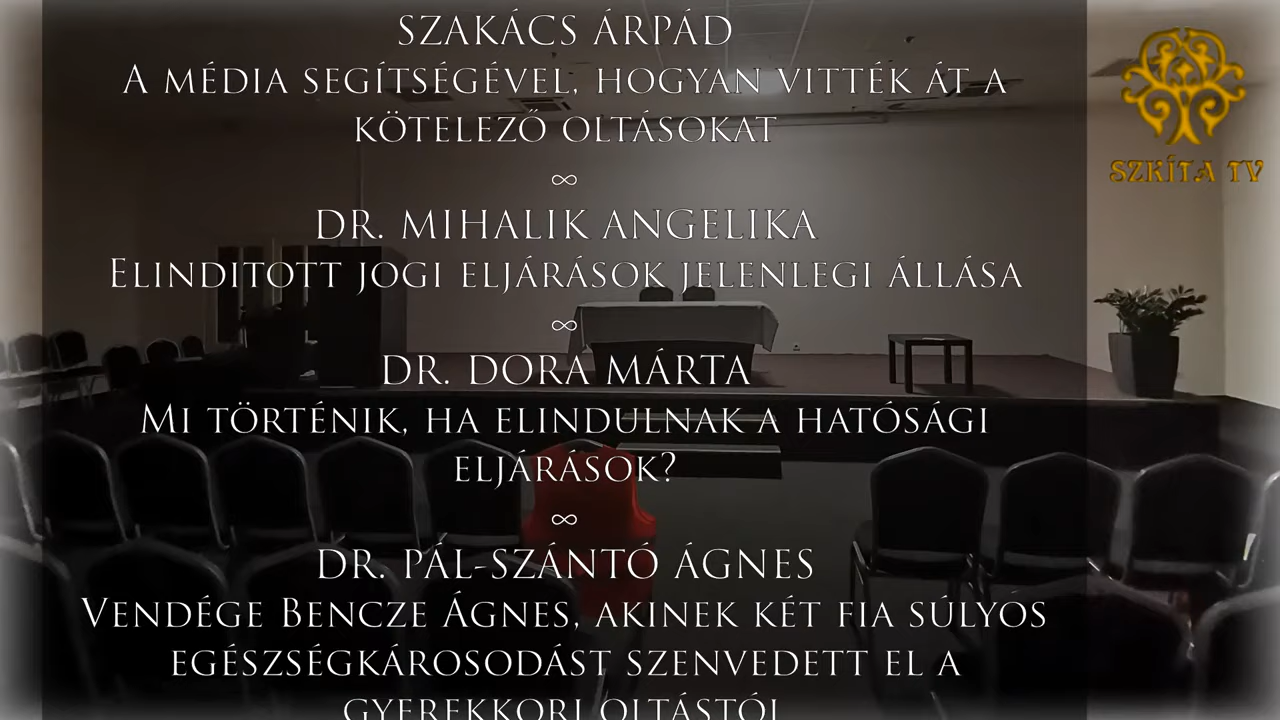 SZAKÁCS ÁRPÁD
A MÉDIA SEGÍTSÉGÉVEL, HOGYAN VITTÉK ÁT A
KÖTELEZŐ OLTÁSOKAT
∞
DR. MIHALIK ANGELIKA
ELINDITOTT JOGI ELJÁRÁSOK JELENLEGI ÁLLÁSA
∞
DR. DORA MÁRTA
MI TÖRTÉNIK, HA ELINDULNAK A HATÓSÁGI
ELJÁRÁSOK?
∞
DR. PÁL-SZÁNTÓ ÁGNES
VENDÉGE BENCZE ÁGNES, AKINEK KÉT FIA SÚLYOS
EGÉSZSÉGKÁROSODÁST SZENVEDETT EL A
GYEREKKORI OLTÁSTÓL
SZKÍTA TV